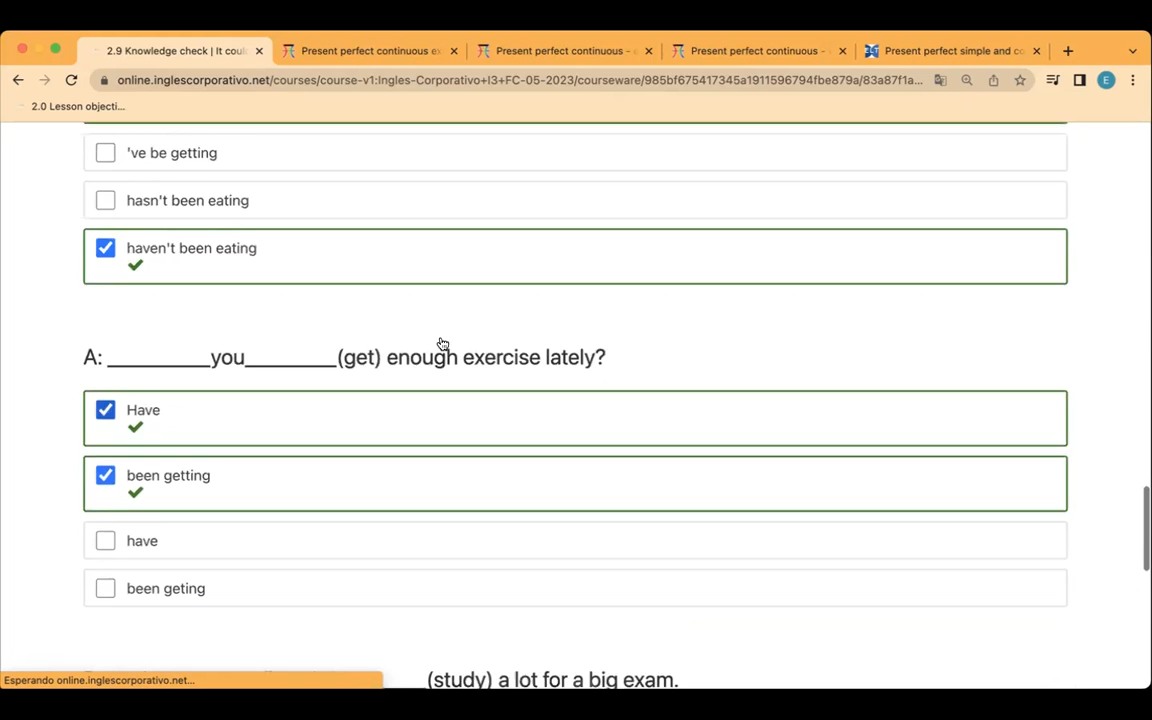 2.9 Knowledge check | It coul
Present perfect continuous ex
Present perfect continuous - e
Present perfect continuous -
Present perfect simple and co
online.inglescorporativo.net/courses/course-v1:Ingles-Corporativo+I3+FC-05-2023/courseware/985bf675417345a1911596794fbe879a/83a87f1a...
E
2.0 Lesson objecti...
've be getting
hasn't been eating
haven't been eating
A: __________you_________(get) enough exercise lately?
Have
been getting
have
been geting
(study) a lot for a big exam.
Esperando online.inglescorporativo.net...